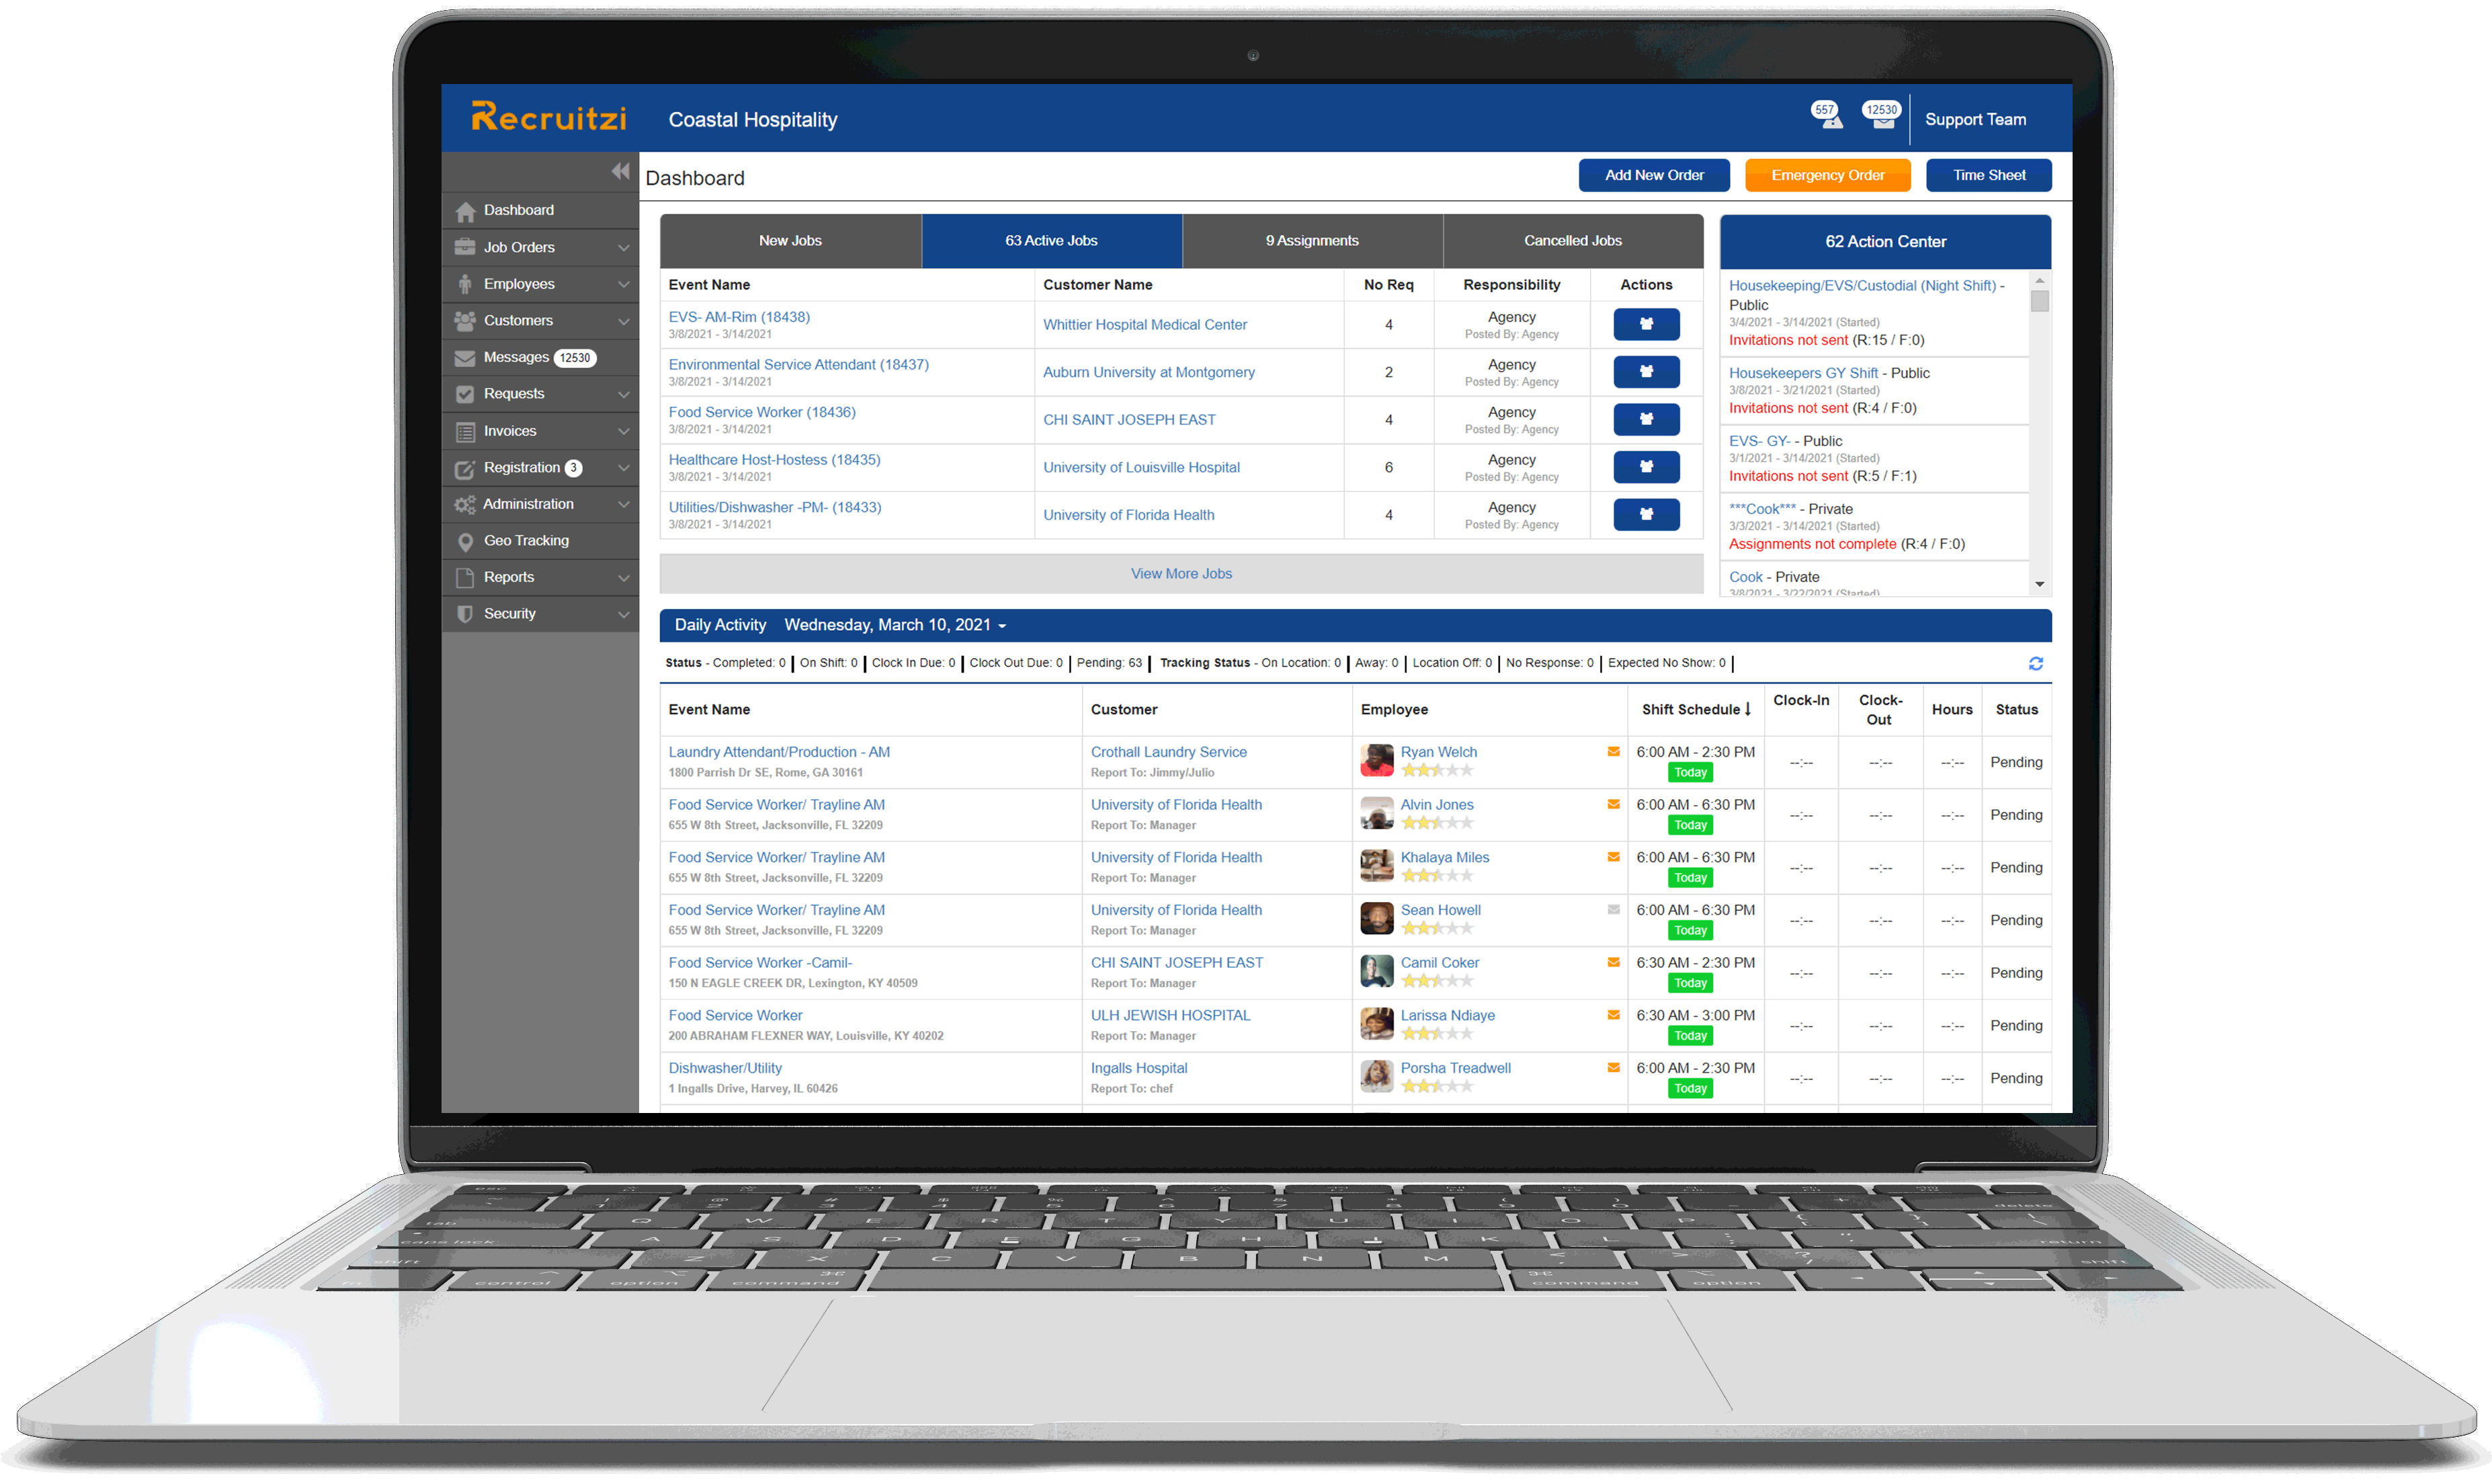 Recruitzi
Coastal Hospitality
557
12530
Support Team
Dashboard
Add New Order
Emergency Order
Time Sheet
Dashboard
Job Orders
Employees
Customers
Messages 12530
Requests
Invoices
Registration 3
Administration
Geo Tracking
Reports
Security
New Jobs
63 Active Jobs
9 Assignments
Cancelled Jobs
Event Name Customer Name No Req Responsibility Actions
EVS- AM-Rim (18438)
3/8/2021 - 3/14/2021
Whittier Hospital Medical Center
4
Agency
Posted By: Agency
Environmental Service Attendant (18437)
3/8/2021 - 3/14/2021
Auburn University at Montgomery
2
Agency
Posted By: Agency
Food Service Worker (18436)
3/8/2021 - 3/14/2021
CHI SAINT JOSEPH EAST
4
Agency
Posted By: Agency
Healthcare Host-Hostess (18435)
3/8/2021 - 3/14/2021
University of Louisville Hospital
6
Agency
Posted By: Agency
Utilities/Dishwasher -PM- (18433)
3/8/2021 - 3/14/2021
University of Florida Health
4
Agency
Posted By: Agency
View More Jobs
62 Action Center
Housekeeping/EVS/Custodial (Night Shift) -
Public
3/4/2021 - 3/14/2021 (Started)
Invitations not sent (R:15 / F:0)
Housekeepers GY Shift - Public
3/8/2021 - 3/21/2021 (Started)
Invitations not sent (R:4 / F:0)
EVS- GY- - Public
3/1/2021 - 3/14/2021 (Started)
Invitations not sent (R:5 / F:1)
***Cook*** - Private
3/3/2021 - 3/14/2021 (Started)
Assignments not complete (R:4 / F:0)
Cook - Private
3/8/2021 - 3/22/2021 (Started)
Daily Activity Wednesday, March 10, 2021
Status - Completed: 0 | On Shift: 0 | Clock In Due: 0 | Clock Out Due: 0 | Pending: 63 | Tracking Status - On Location: 0 | Away: 0 | Location Off: 0 | No Response: 0 | Expected No Show: 0 |
Event Name Customer Employee Shift Schedule Clock-In Clock-Out Hours Status
Laundry Attendant/Production - AM
1800 Parrish Dr SE, Rome, GA 30161
Crothall Laundry Service
Report To: Jimmy/Julio
Ryan Welch
6:00 AM - 2:30 PM
Today
--:-- --:-- --:-- Pending
Food Service Worker/ Trayline AM
655 W 8th Street, Jacksonville, FL 32209
University of Florida Health
Report To: Manager
Alvin Jones
6:00 AM - 6:30 PM
Today
--:-- --:-- --:-- Pending
Food Service Worker/ Trayline AM
655 W 8th Street, Jacksonville, FL 32209
University of Florida Health
Report To: Manager
Khalaya Miles
6:00 AM - 6:30 PM
Today
--:-- --:-- --:-- Pending
Food Service Worker/ Trayline AM
655 W 8th Street, Jacksonville, FL 32209
University of Florida Health
Report To: Manager
Sean Howell
6:00 AM - 6:30 PM
Today
--:-- --:-- --:-- Pending
Food Service Worker -Camil-
150 N EAGLE CREEK DR, Lexington, KY 40509
CHI SAINT JOSEPH EAST
Report To: Manager
Camil Coker
6:30 AM - 2:30 PM
Today
--:-- --:-- --:-- Pending
Food Service Worker
200 ABRAHAM FLEXNER WAY, Louisville, KY 40202
ULH JEWISH HOSPITAL
Report To: Manager
Larissa Ndiaye
6:30 AM - 3:00 PM
Today
--:-- --:-- --:-- Pending
Dishwasher/Utility
1 Ingalls Drive, Harvey, IL 60426
Ingalls Hospital
Report To: chef
Porsha Treadwell
6:00 AM - 2:30 PM
Today
--:-- --:-- --:-- Pending
esc
delete
tab Q W E R T Y U I O P
caps lock A S D F G H J K L return
shift Z X C V B N M shift
fn control option command command option